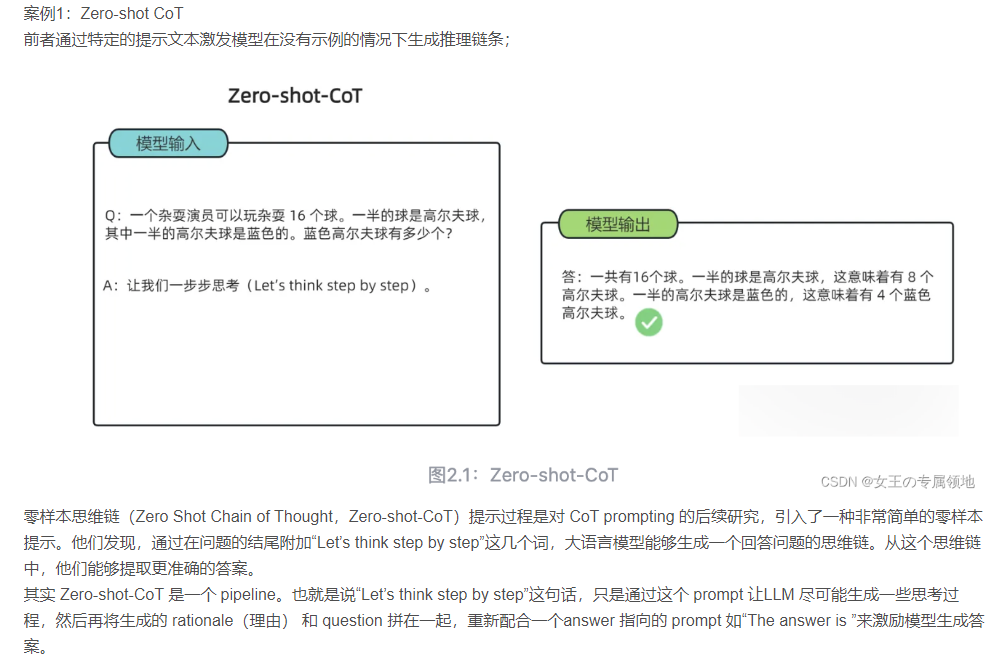 案例1：Zero-shot CoT
前者通过特定的提示文本激发模型在没有示例的情况下生成推理链条；
Zero-shot-CoT
模型输入
Q：一个杂耍演员可以玩杂耍 16 个球。一半的球是高尔夫球，
其中一半的高尔夫球是蓝色的。蓝色高尔夫球有多少个？
A：让我们一步步思考（Let's think step by step）。
模型输出
答：一共有16个球。一半的球是高尔夫球，这意味着有 8 个
高尔夫球。一半的高尔夫球是蓝色的，这意味着有 4 个蓝色
高尔夫球。
图2.1：Zero-shot-CoT
CSDN @女王の专属领地
零样本思维链（Zero Shot Chain of Thought，Zero-shot-CoT）提示过程是对 CoT prompting 的后续研究，引入了一种非常简单的零样本
提示。他们发现，通过在问题的结尾附加“Let's think step by step”这几个词，大语言模型能够生成一个回答问题的思维链。从这个思维链
中，他们能够提取更准确的答案。
其实 Zero-shot-CoT 是一个 pipeline。也就是说“Let's think step by step”这句话，只是通过这个 prompt 让LLM 尽可能生成一些思考过
程，然后再将生成的 rationale（理由） 和 question 拼在一起，重新配合一个answer 指向的 prompt 如“The answer is ”来激励模型生成答
案。